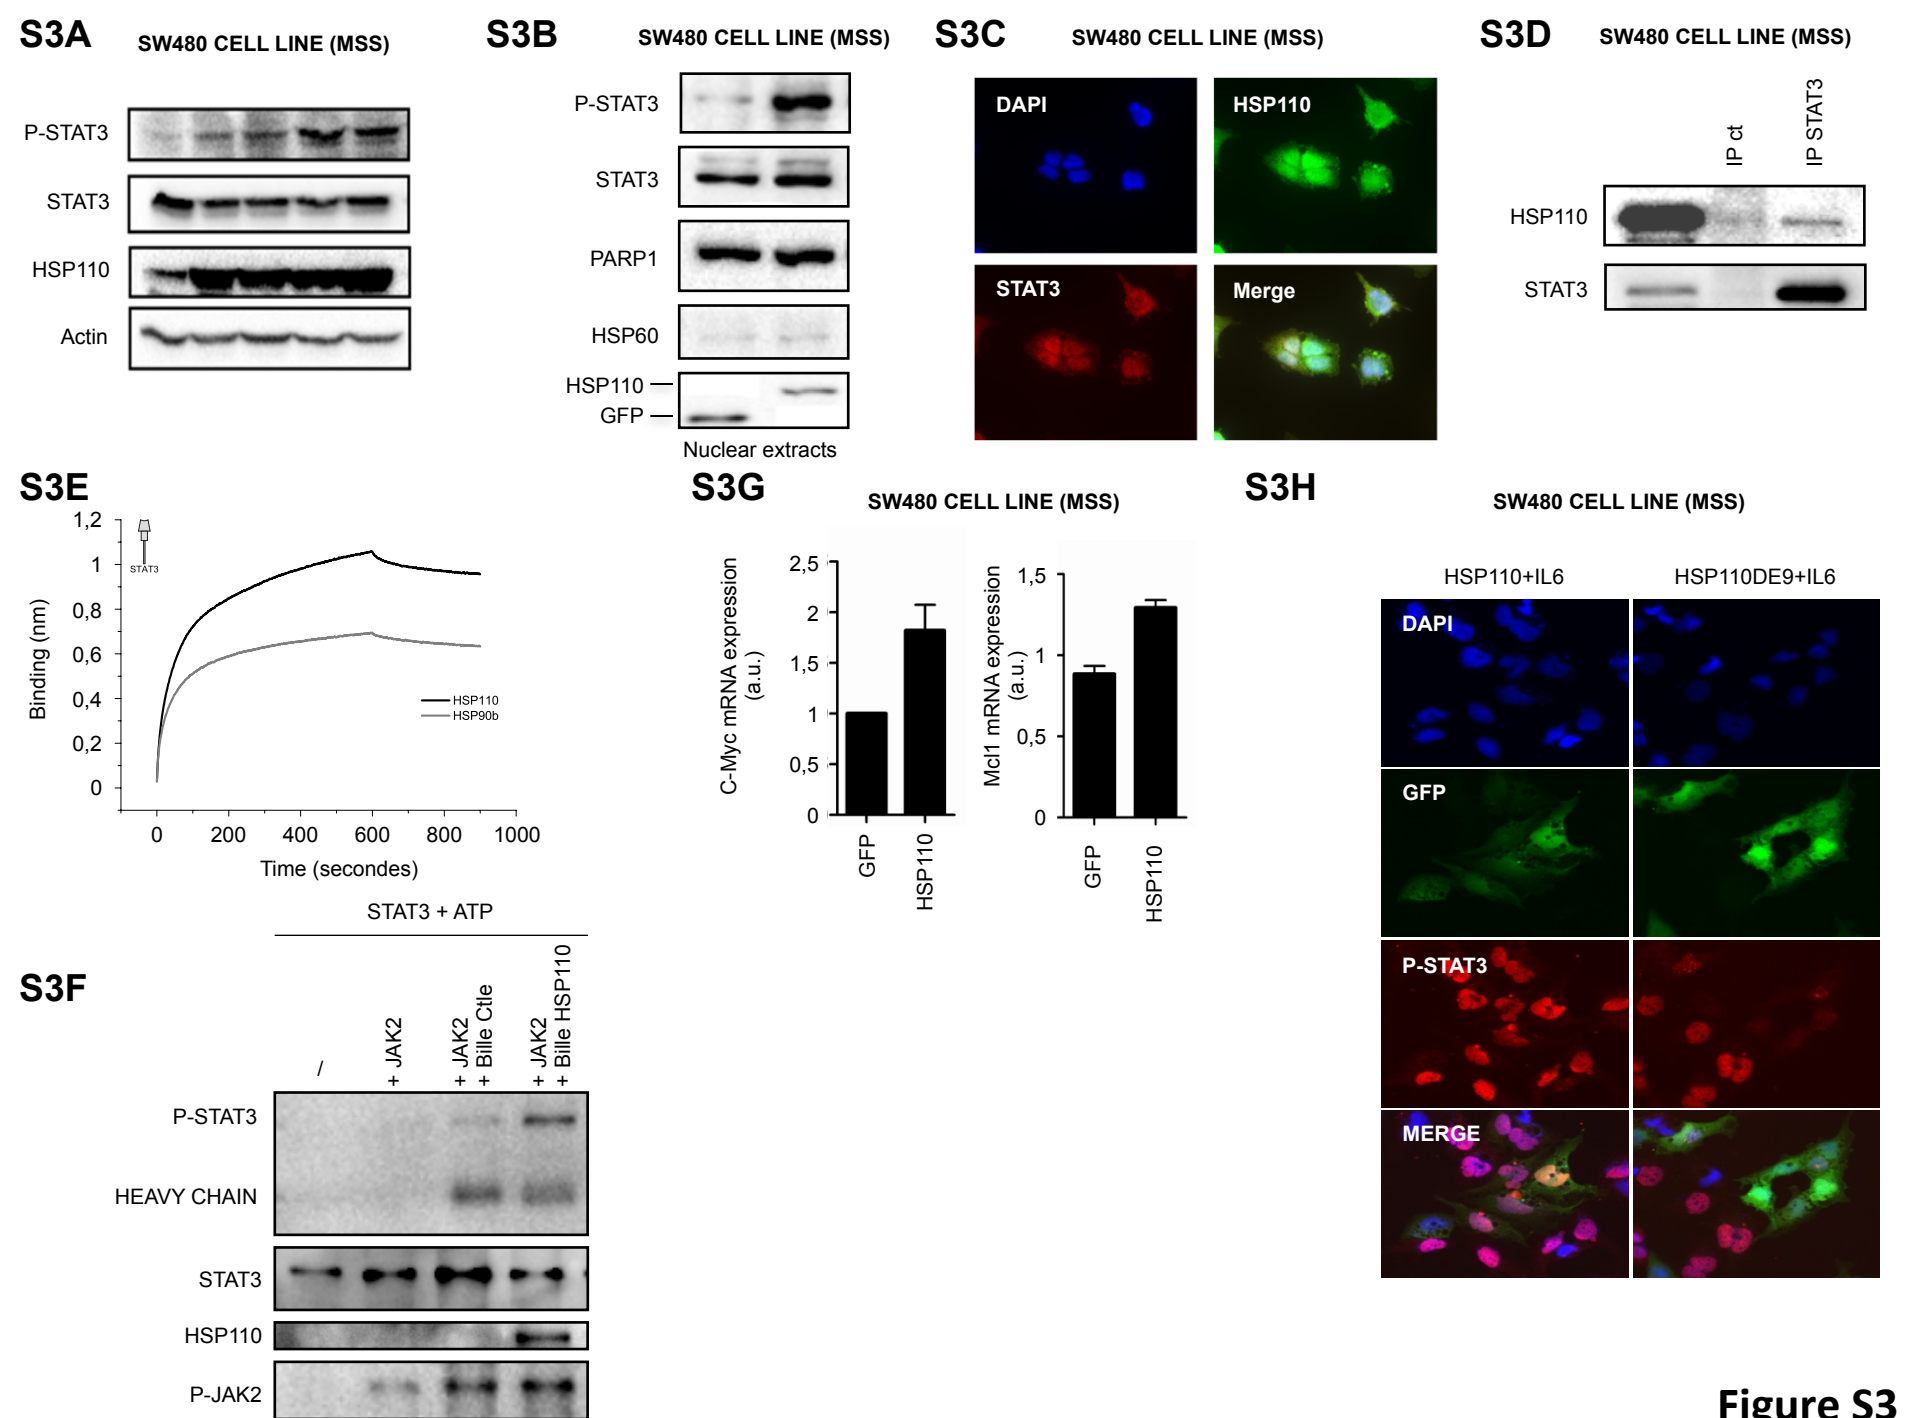 S3A
SW480 CELL LINE (MSS)
P-STAT3
STAT3
HSP110
Actin
S3B
SW480 CELL LINE (MSS)
P-STAT3
STAT3
PARP1
HSP60
HSP110
GFP
Nuclear extracts
S3C
SW480 CELL LINE (MSS)
DAPI
HSP110
STAT3
Merge
S3D
SW480 CELL LINE (MSS)
IP ct
IP STAT3
HSP110
STAT3
S3E
1,2
1
0,8
0,6
0,4
0,2
0
Binding (nm)
STAT3
HSP110
HSP90b
0 200 400 600 800 1000
Time (secondes)
S3F
STAT3 + ATP
/
+ JAK2
+ JAK2
+ Bille Ctle
+ JAK2
+ Bille HSP110
P-STAT3
HEAVY CHAIN
STAT3
HSP110
P-JAK2
S3G
SW480 CELL LINE (MSS)
C-Myc mRNA expression
(a.u.)
2,5
2
1,5
1
0,5
0
GFP
HSP110
Mcl1 mRNA expression
(a.u.)
1,5
1
0,5
0
GFP
HSP110
S3H
SW480 CELL LINE (MSS)
HSP110+IL6
HSP110DE9+IL6
DAPI
GFP
P-STAT3
MERGE
Figure S3